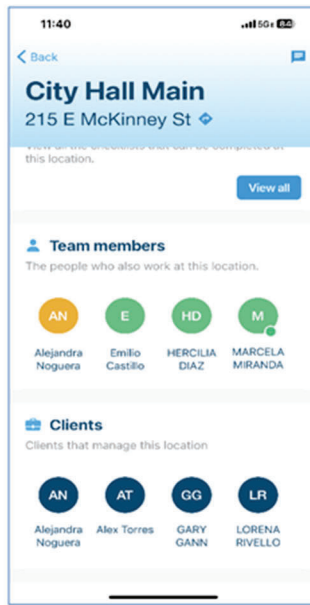 11:40
5G 84
Back
City Hall Main
215 E McKinney St
View all the checklists that can be completed at
this location.
View all
Team members
The people who also work at this location.
AN E HD M
Alejandra Noguera
Emilio Castillo
HERCILIA DIAZ
MARCELA MIRANDA
Clients
Clients that manage this location
AN AT GG LR
Alejandra Noguera
Alex Torres
GARY GANN
LORENA RIVELLO